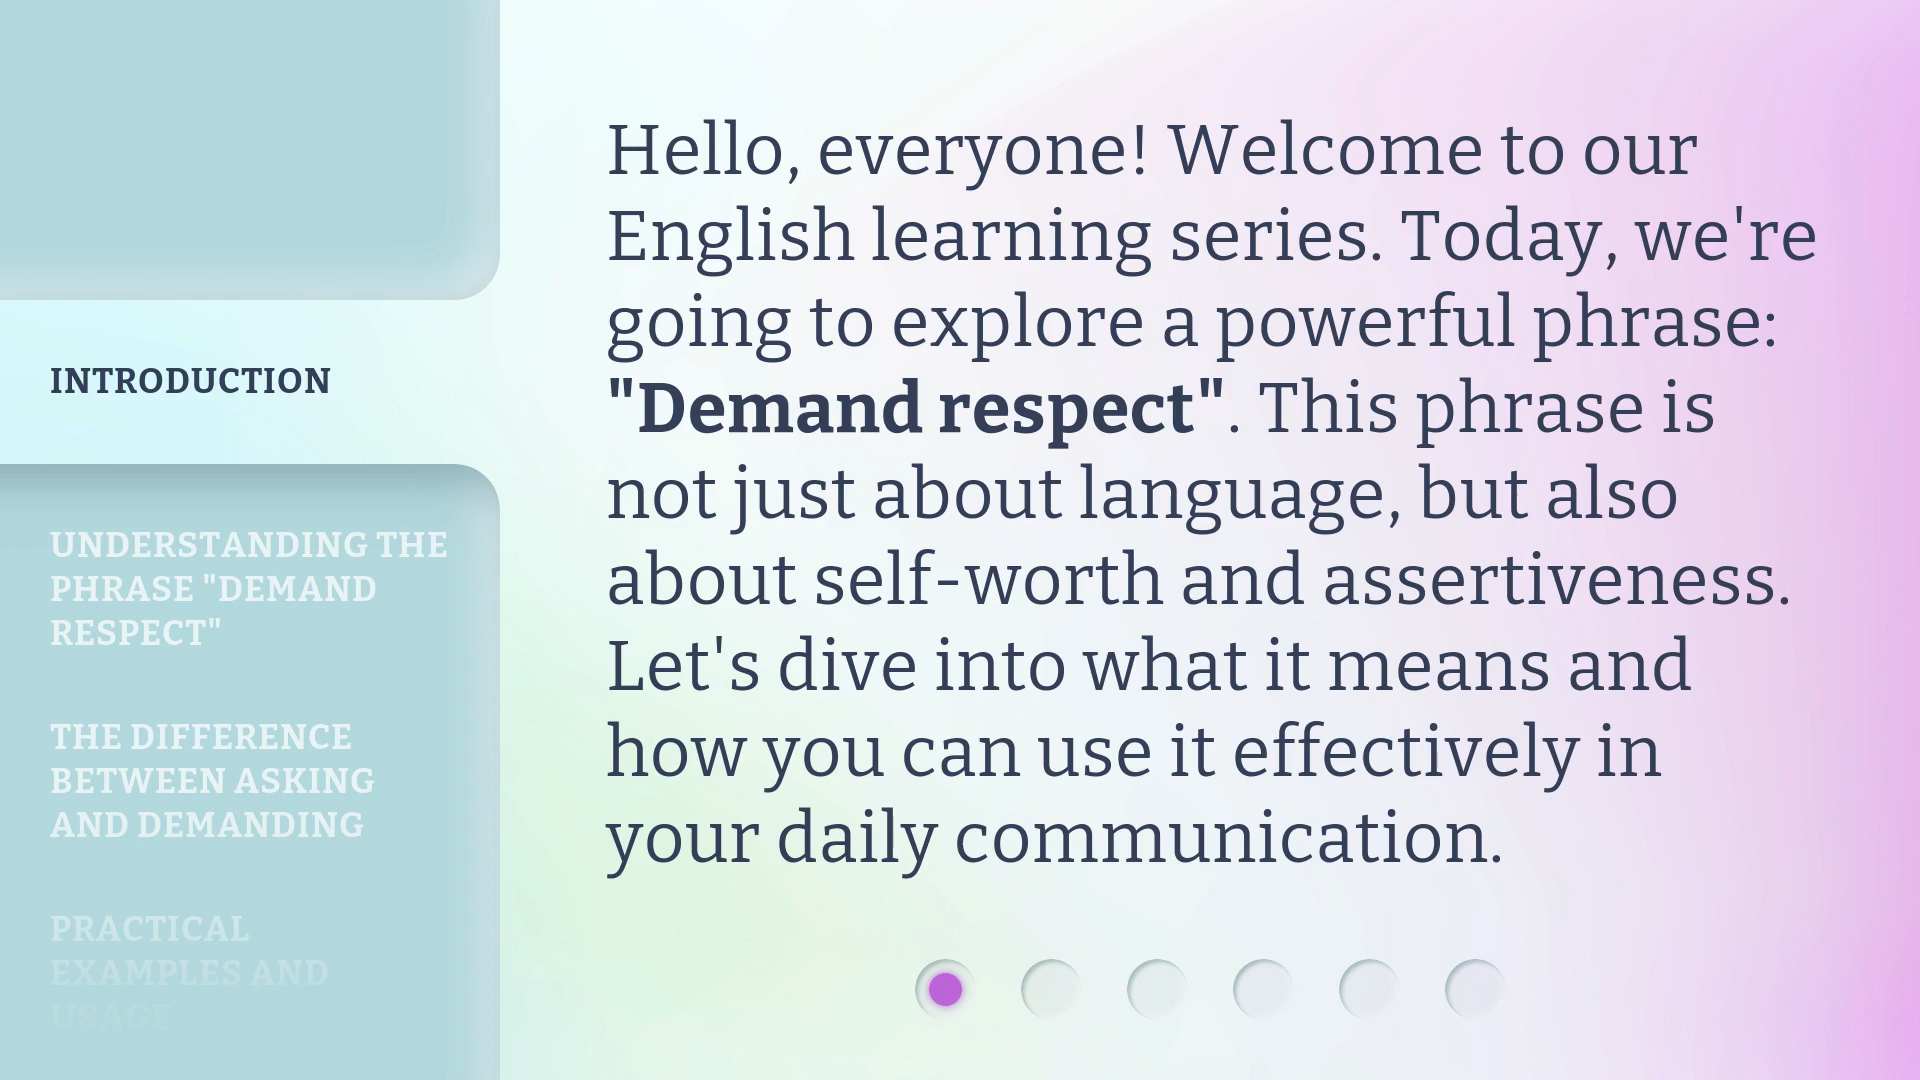 INTRODUCTION
UNDERSTANDING THE
PHRASE "DEMAND
RESPECT"
THE DIFFERENCE
BETWEEN ASKING
AND DEMANDING
PRACTICAL
EXAMPLES AND
USAGE
Hello, everyone! Welcome to our
English learning series. Today, we're
going to explore a powerful phrase:
"Demand respect". This phrase is
not just about language, but also
about self-worth and assertiveness.
Let's dive into what it means and
how you can use it effectively in
your daily communication.